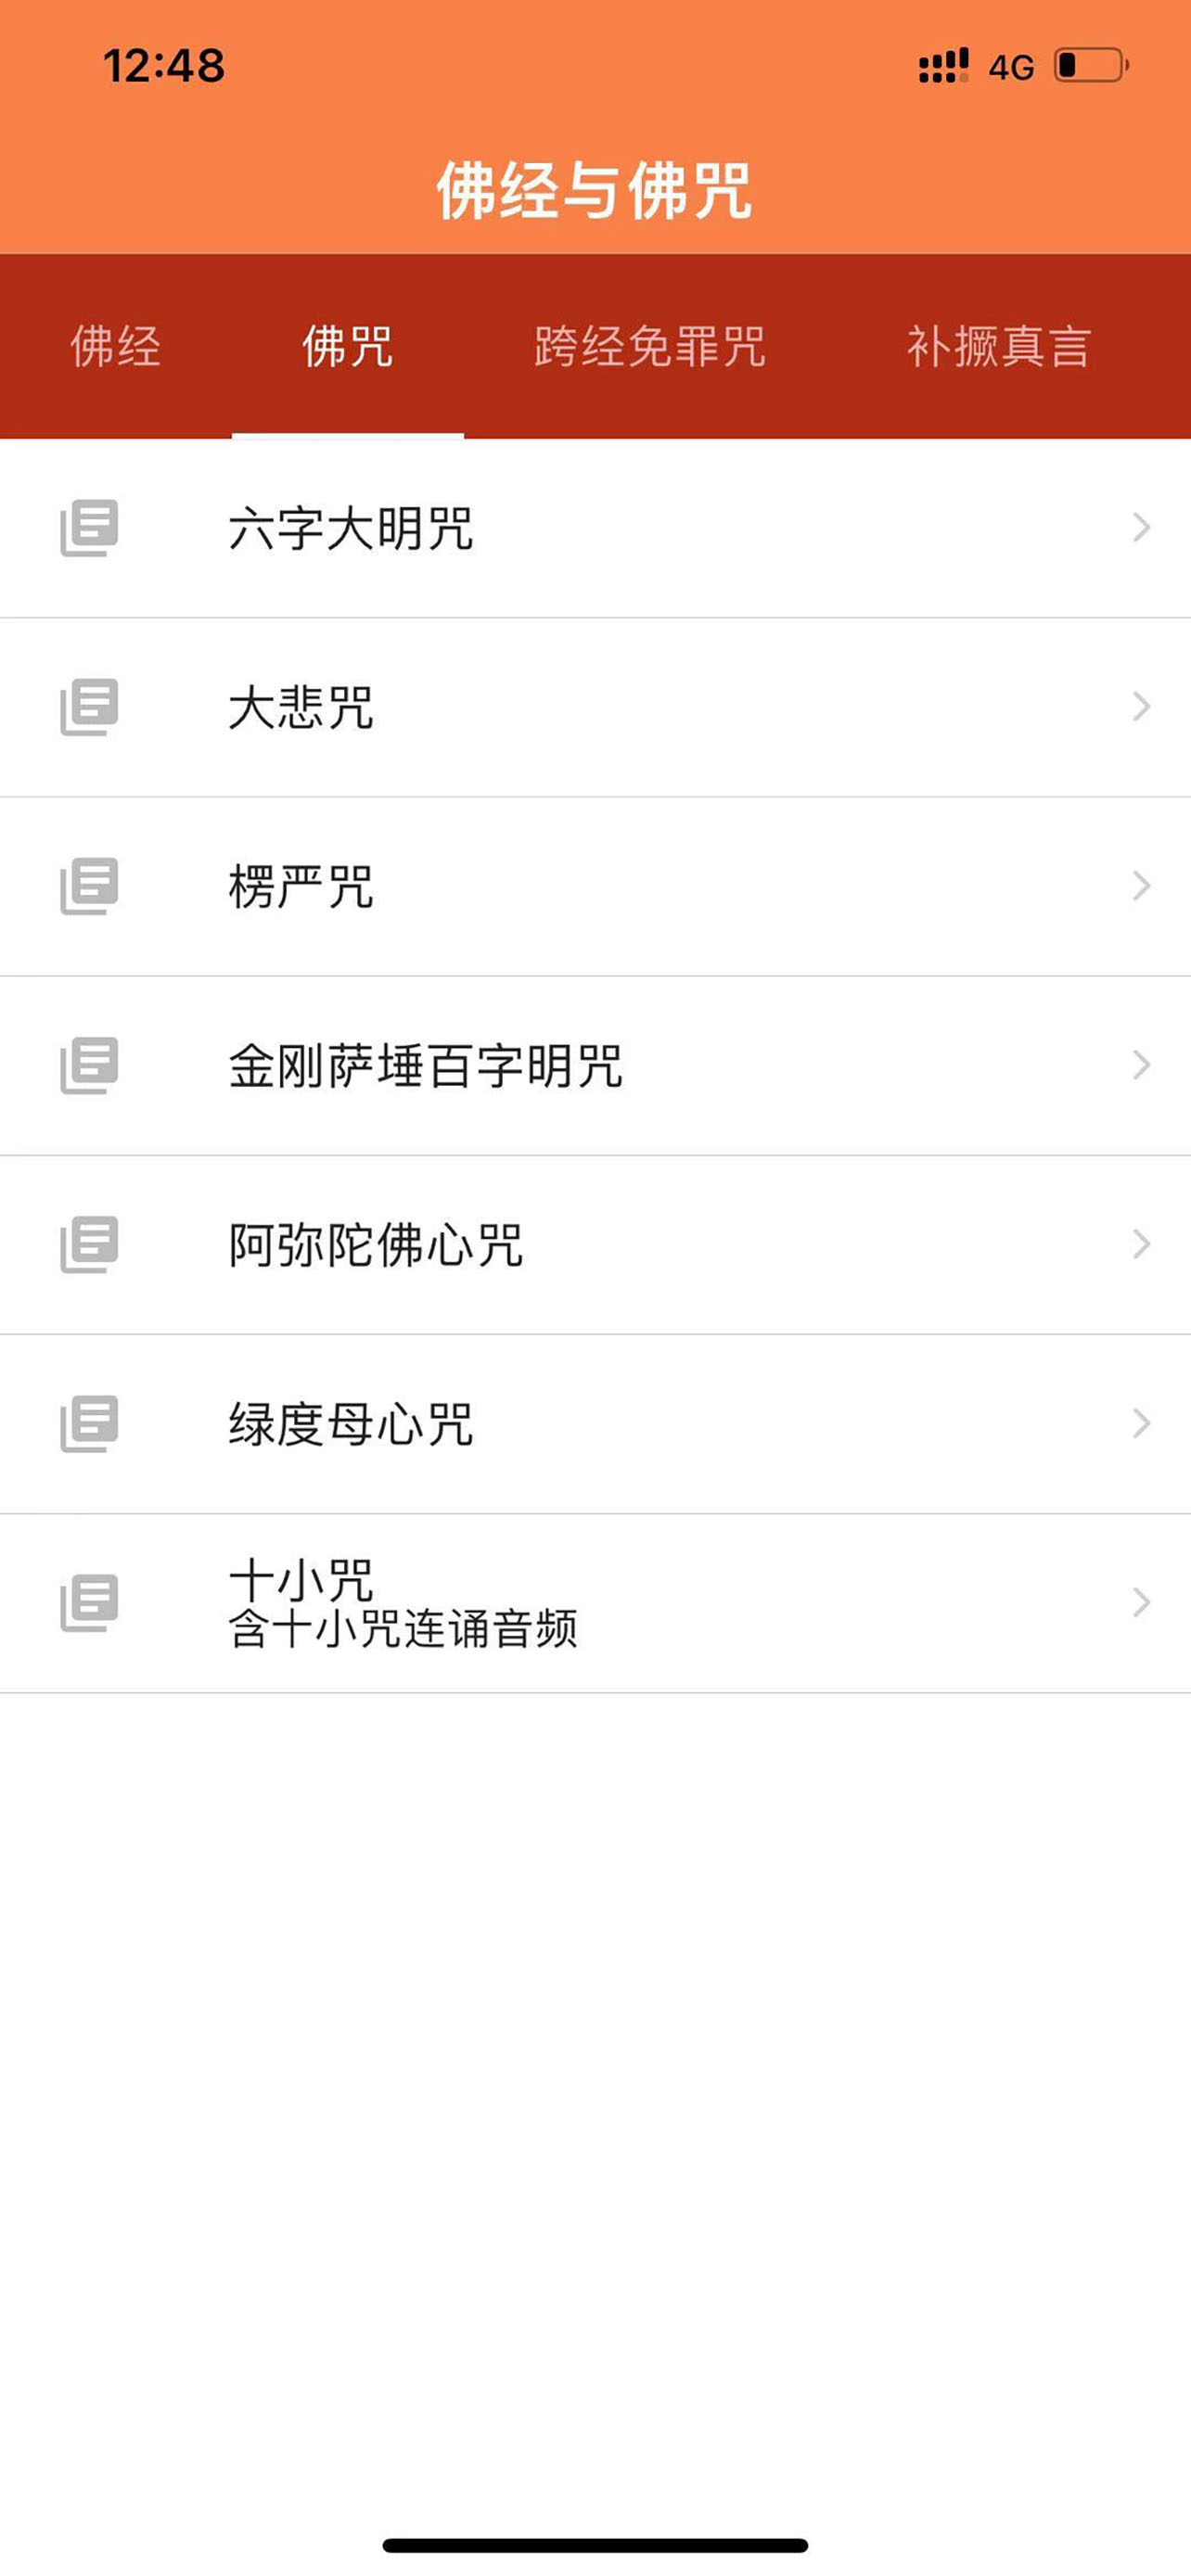 12:48
4G
佛经与佛咒
佛经
佛咒
跨经免罪咒
补撅真言
六字大明咒
大悲咒
楞严咒
金刚萨埵百字明咒
阿弥陀佛心咒
绿度母心咒
十小咒
含十小咒连诵音频